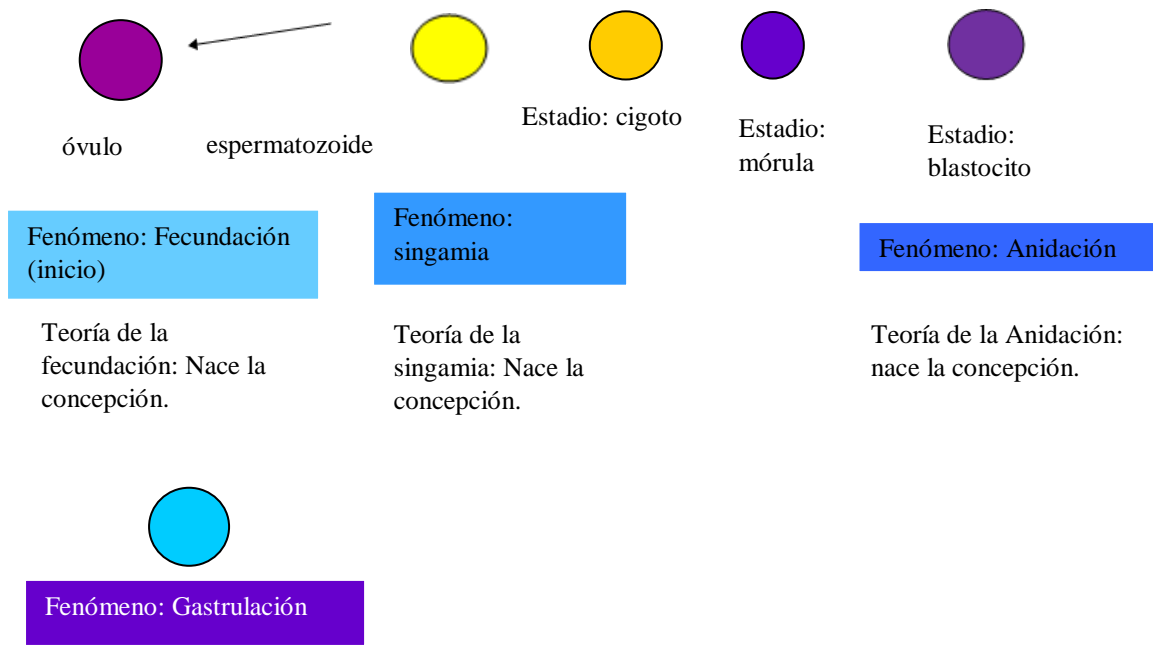 óvulo
espermatozoide
Estadio: cigoto
Estadio:
mórula
Estadio:
blastocito
Fenómeno: Fecundación
(inicio)
Fenómeno:
singamia
Fenómeno: Anidación
Teoría de la
fecundación: Nace la
concepción.
Teoría de la
singamia: Nace la
concepción.
Teoría de la Anidación:
nace la concepción.
Fenómeno: Gastrulación